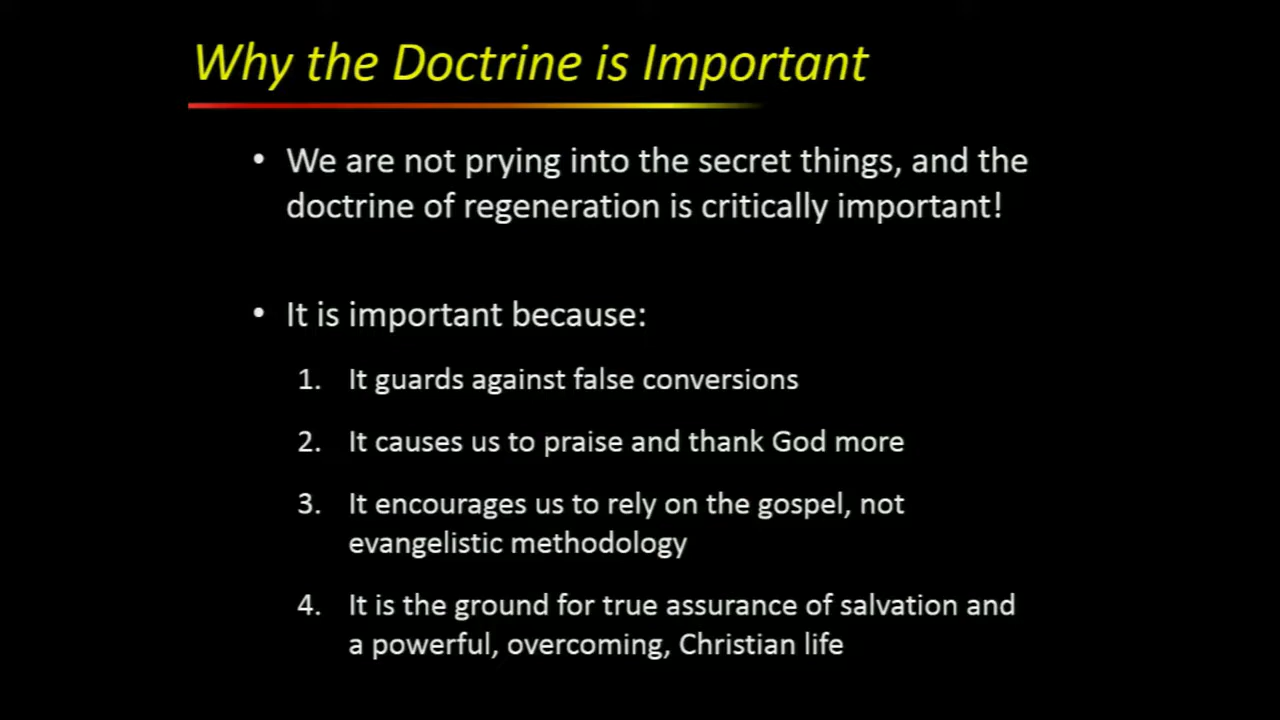 Why the Doctrine is Important
• We are not prying into the secret things, and the
doctrine of regeneration is critically important!
• It is important because:
1. It guards against false conversions
2. It causes us to praise and thank God more
3. It encourages us to rely on the gospel, not
evangelistic methodology
4. It is the ground for true assurance of salvation and
a powerful, overcoming, Christian life